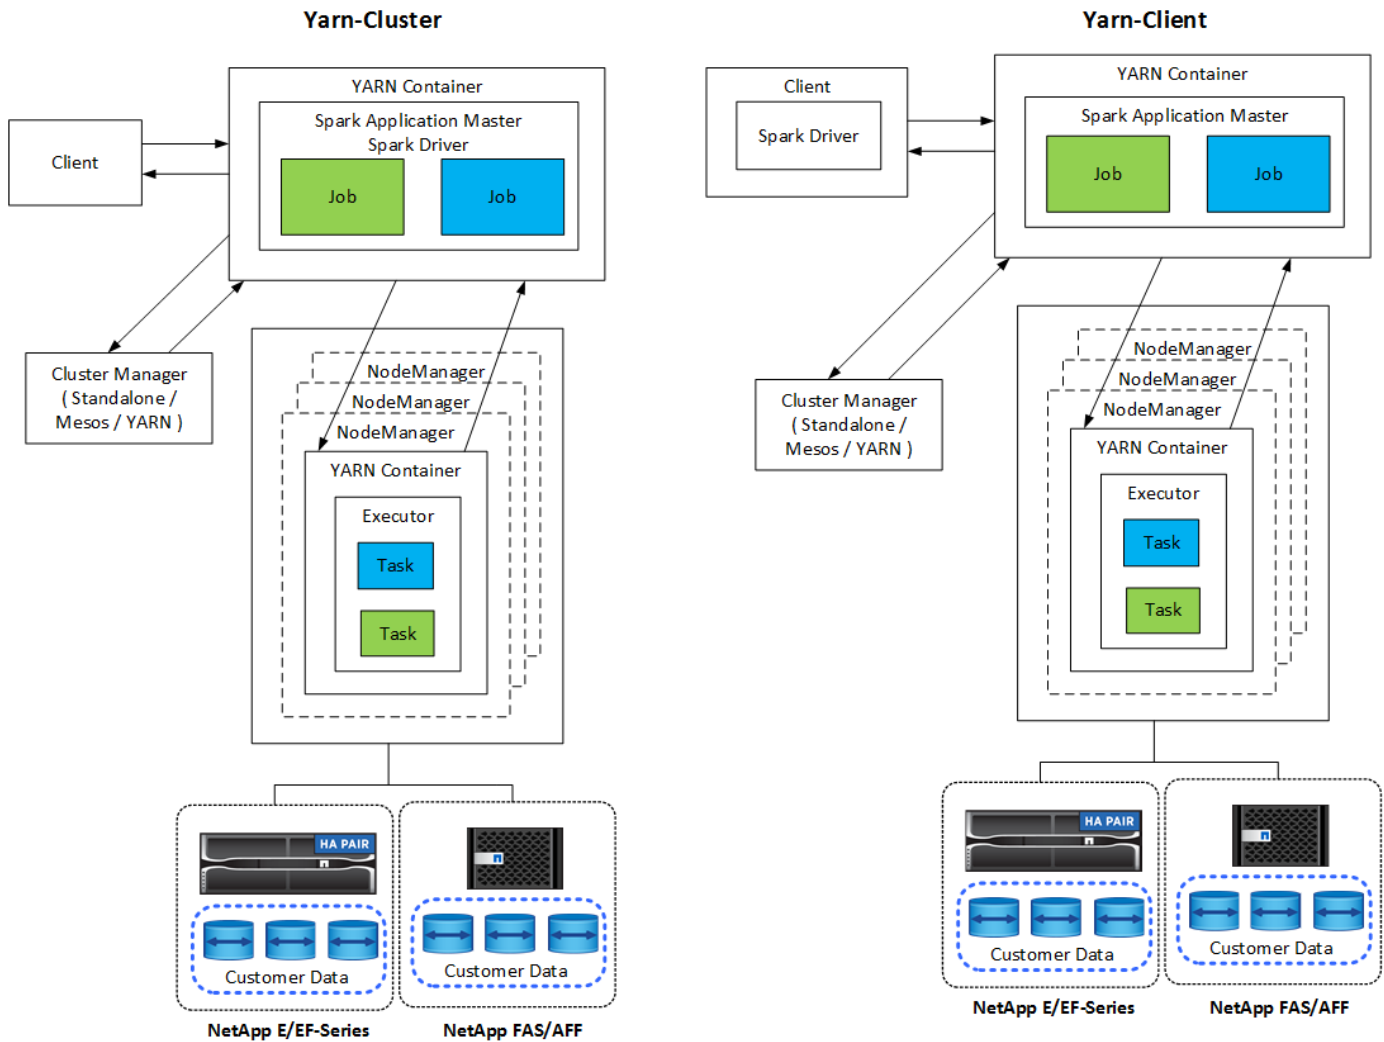 Yarn-Cluster
YARN Container
Spark Application Master
Spark Driver
Client
Job
Job
Cluster Manager
( Standalone /
Mesos / YARN )
NodeManager
NodeManager
NodeManager
YARN Container
Executor
Task
Task
HA PAIR
Customer Data
Customer Data
NetApp E/EF-Series
NetApp FAS/AFF
Yarn-Client
Client
Spark Driver
YARN Container
Spark Application Master
Job
Job
Cluster Manager
( Standalone /
Mesos / YARN )
NodeManager
NodeManager
NodeManager
YARN Container
Executor
Task
Task
HA PAIR
Customer Data
Customer Data
NetApp E/EF-Series
NetApp FAS/AFF